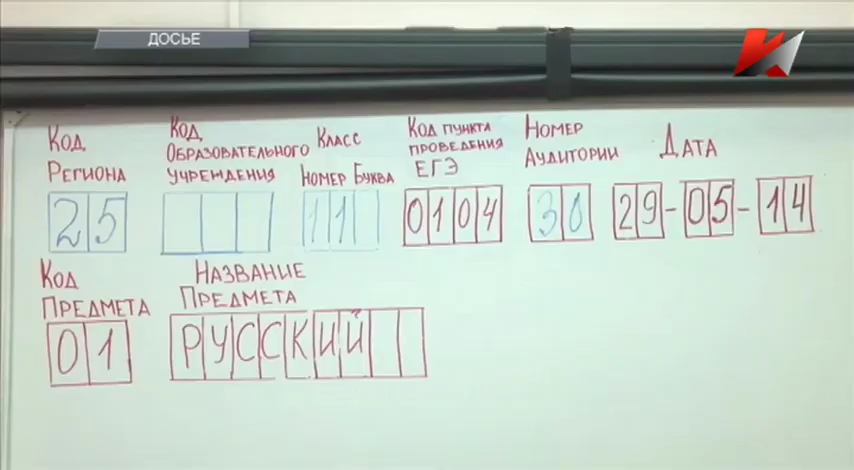 ДОСЬЕ
Код Региона
Код Образовательного Учреждения
Класс
Номер Буква
Код пункта проведения ЕГЭ
Номер Аудитории
Дата
25
11
0104
30
29-05-14
Код Предмета
Название Предмета
01
РУССКИЙ